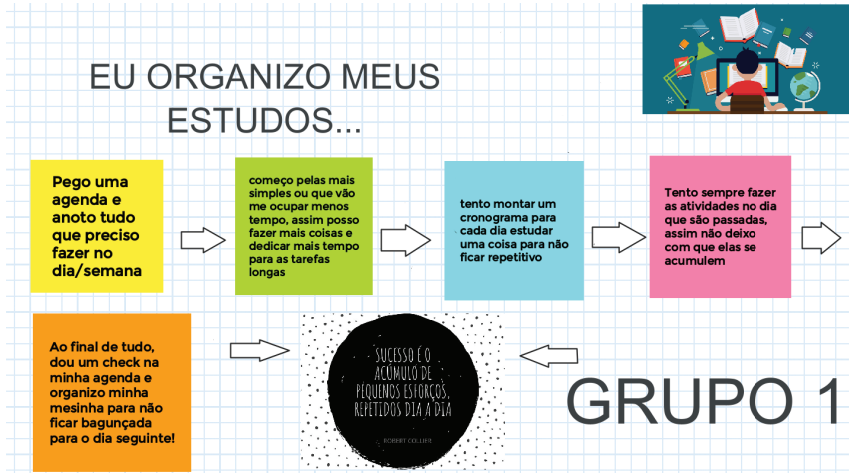 EU ORGANIZO MEUS
ESTUDOS...
Pego uma
agenda e
anoto tudo
que preciso
fazer no
dia/semana
começo pelas mais
simples ou que vão
me ocupar menos
tempo, assim posso
fazer mais coisas e
dedicar mais tempo
para as tarefas
longas
tento montar um
cronograma para
cada dia estudar
uma coisa para não
ficar repetitivo
Tento sempre fazer
as atividades no dia
que são passadas,
assim não deixo
com que elas se
acumulem
Ao final de tudo,
dou um check na
minha agenda e
organizo minha
mesinha para não
ficar bagunçada
para o dia seguinte!
SUCESSO É O
ACÚMULO DE
PEQUENOS ESFORÇOS,
REPETIDOS DIA A DIA
ROBERT COLLIER
GRUPO 1